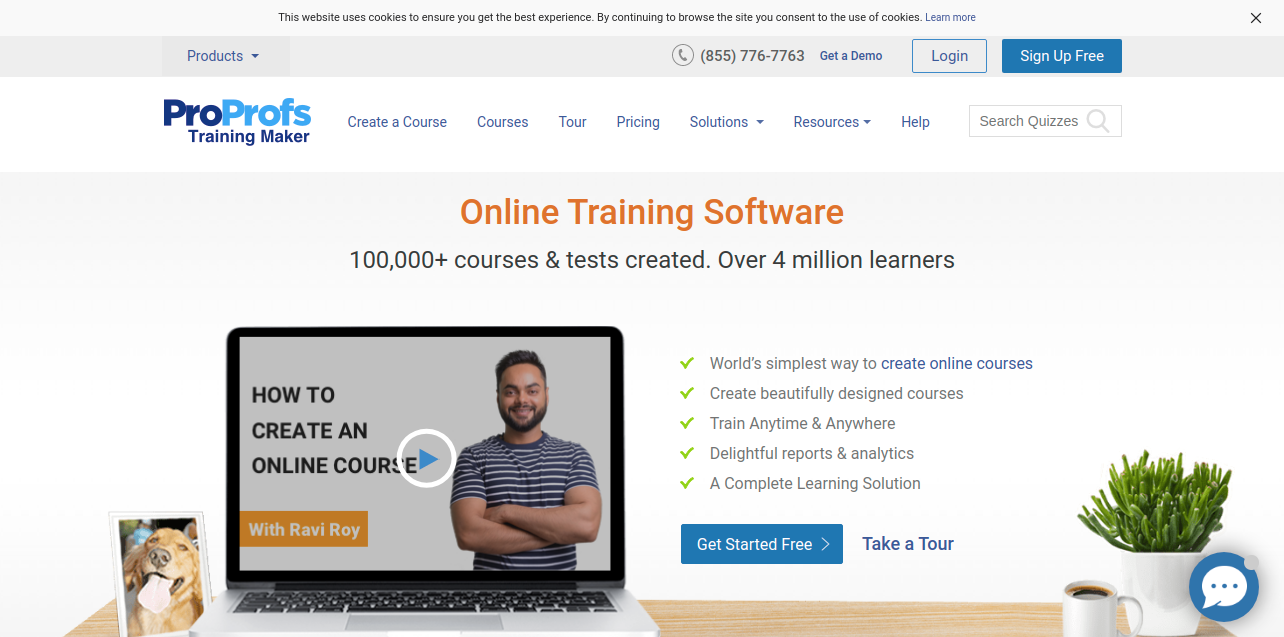 This website uses cookies to ensure you get the best experience. By continuing to browse the site you consent to the use of cookies. Learn more
Products
(855) 776-7763
Get a Demo
Login
Sign Up Free
ProProfs
Training Maker
Create a Course
Courses
Tour
Pricing
Solutions
Resources
Help
Search Quizzes
Online Training Software
100,000+ courses & tests created. Over 4 million learners
HOW TO
CREATE AN
ONLINE COURSE
With Ravi Roy
World's simplest way to create online courses
Create beautifully designed courses
Train Anytime & Anywhere
Delightful reports & analytics
A Complete Learning Solution
Get Started Free
Take a Tour